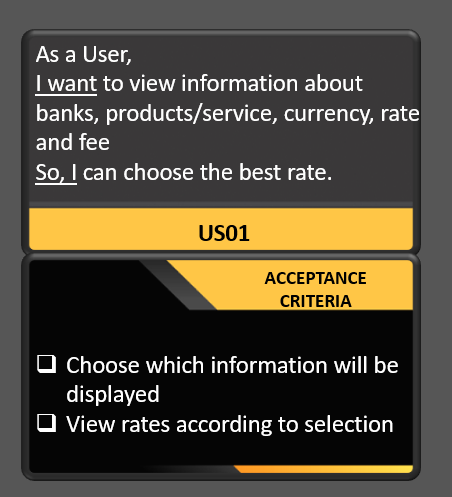 As a User,
I want to view information about
banks, products/service, currency, rate
and fee
So, I can choose the best rate.
US01
ACCEPTANCE
CRITERIA
❑ Choose which information will be
displayed
❑ View rates according to selection